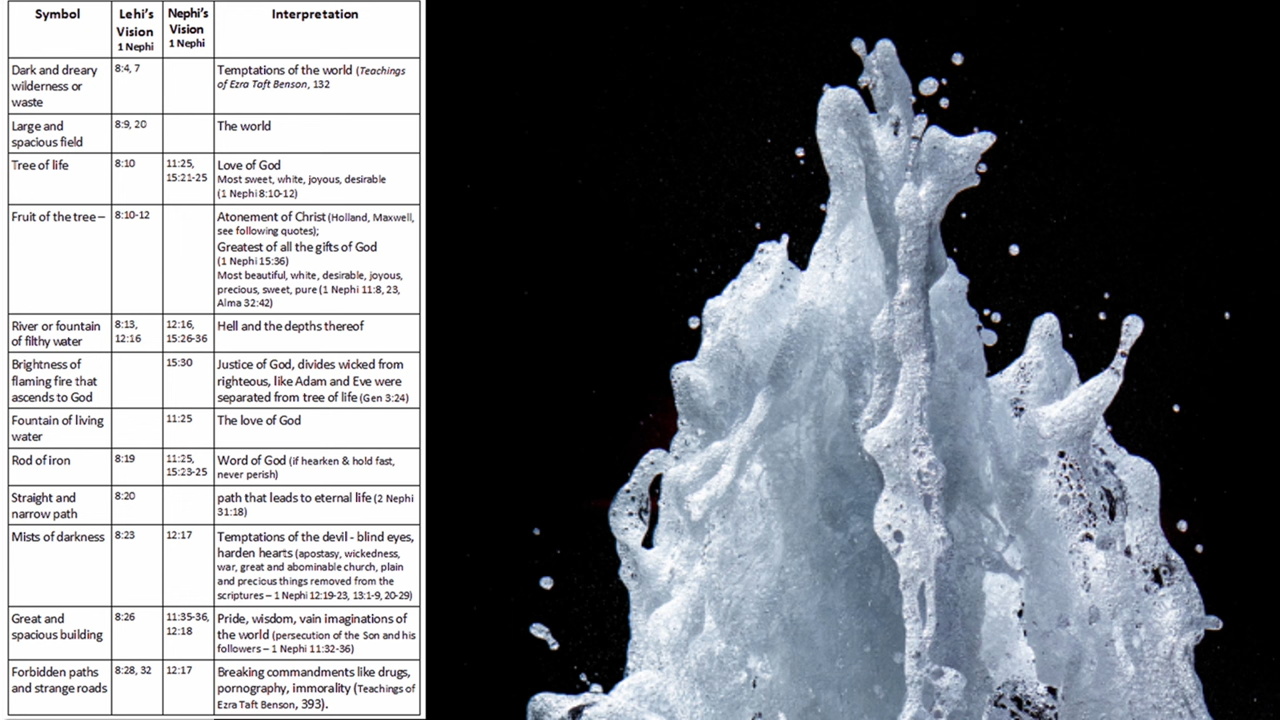 Symbol Lehi's Nephi's Interpretation
Vision Vision
1 Nephi 1 Nephi
Dark and dreary 8:4, 7 Temptations of the world (Teachings
wilderness or of Ezra Taft Benson, 132
waste
Large and 8:9, 20 The world
spacious field
Tree of life 8:10 11:25, Love of God
15:21-25 Most sweet, white, joyous, desirable
(1 Nephi 8:10-12)
Fruit of the tree – 8:10-12 Atonement of Christ (Holland, Maxwell,
see following quotes);
Greatest of all the gifts of God
(1 Nephi 15:36)
Most beautiful, white, desirable, joyous,
precious, sweet, pure (1 Nephi 11:8, 23,
Alma 32:42)
River or fountain 8:13, 12:16, Hell and the depths thereof
of filthy water 12:16 15:26-36
Brightness of 15:30 Justice of God, divides wicked from
flaming fire that righteous, like Adam and Eve were
ascends to God separated from tree of life (Gen 3:24)
Fountain of living 11:25 The love of God
water
Rod of iron 8:19 11:25, Word of God (if hearken & hold fast,
15:23-25 never perish)
Straight and 8:20 path that leads to eternal life (2 Nephi
narrow path 31:18)
Mists of darkness 8:23 12:17 Temptations of the devil - blind eyes,
harden hearts (apostasy, wickedness,
war, great and abominable church, plain
and precious things removed from the
scriptures – 1 Nephi 12:19-23, 13:1-9, 20-29)
Great and 8:26 11:35-36, Pride, wisdom, vain imaginations of
spacious building 12:18 the world (persecution of the Son and his
followers – 1 Nephi 11:32-36)
Forbidden paths 8:28, 32 12:17 Breaking commandments like drugs,
and strange roads pornography, immorality (Teachings of
Ezra Taft Benson, 393).